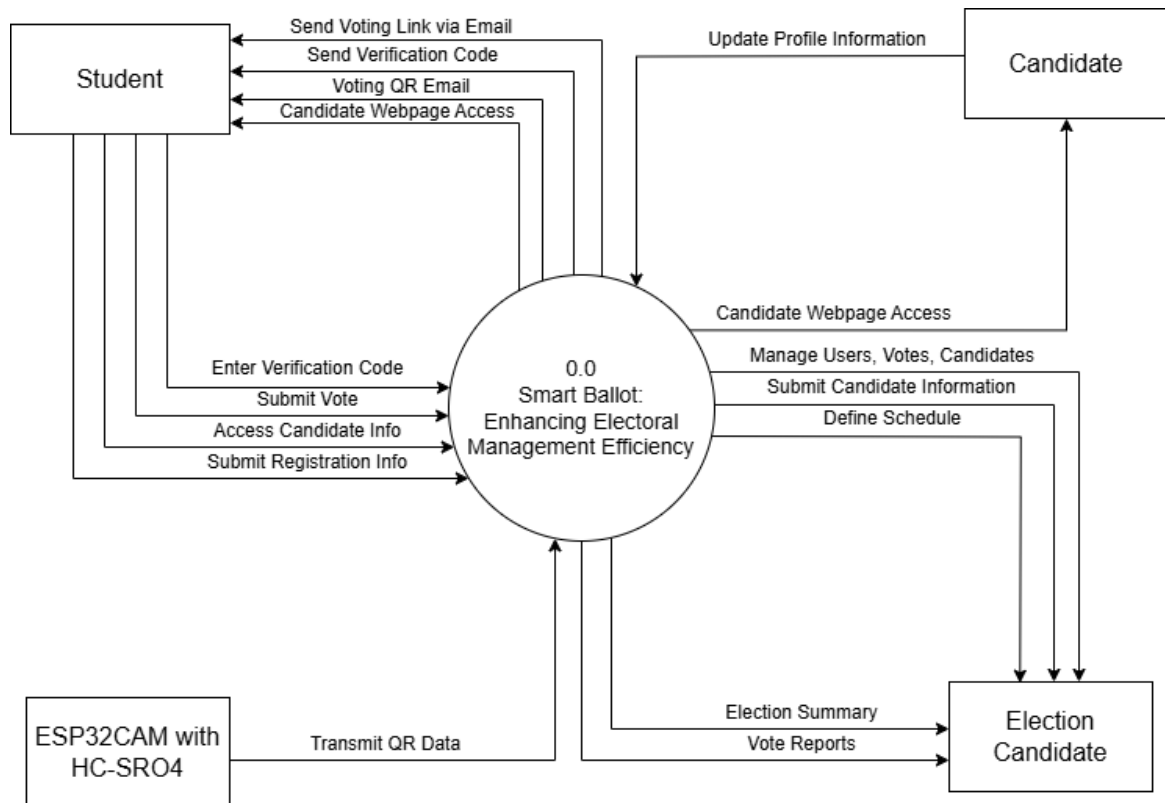 Send Voting Link via Email
Send Verification Code
Voting QR Email
Candidate Webpage Access
Student
Update Profile Information
Candidate
Candidate Webpage Access
Manage Users, Votes, Candidates
Submit Candidate Information
Define Schedule
0.0
Smart Ballot:
Enhancing Electoral
Management Efficiency
Enter Verification Code
Submit Vote
Access Candidate Info
Submit Registration Info
ESP32CAM with
HC-SRO4
Transmit QR Data
Election Summary
Vote Reports
Election
Candidate